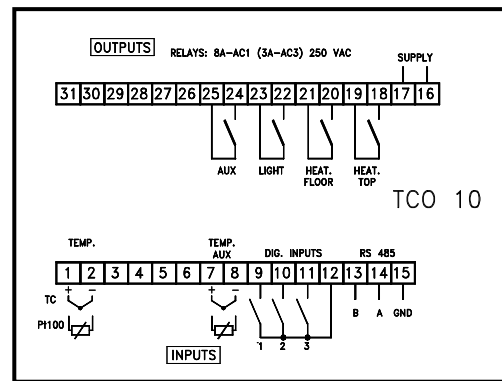 OUTPUTS RELAYS: 8A-AC1 (3A-AC3) 250 VAC
SUPPLY
31 30 29 28 27 26 25 24 23 22 21 20 19 18 17 16
AUX LIGHT HEAT. FLOOR HEAT. TOP
TCO 10
TEMP. TEMP. AUX DIG. INPUTS RS 485
1 2 3 4 5 6 7 8 9 10 11 12 13 14 15
+ − + −
TC
B A GND
Pt100
1 2 3
INPUTS